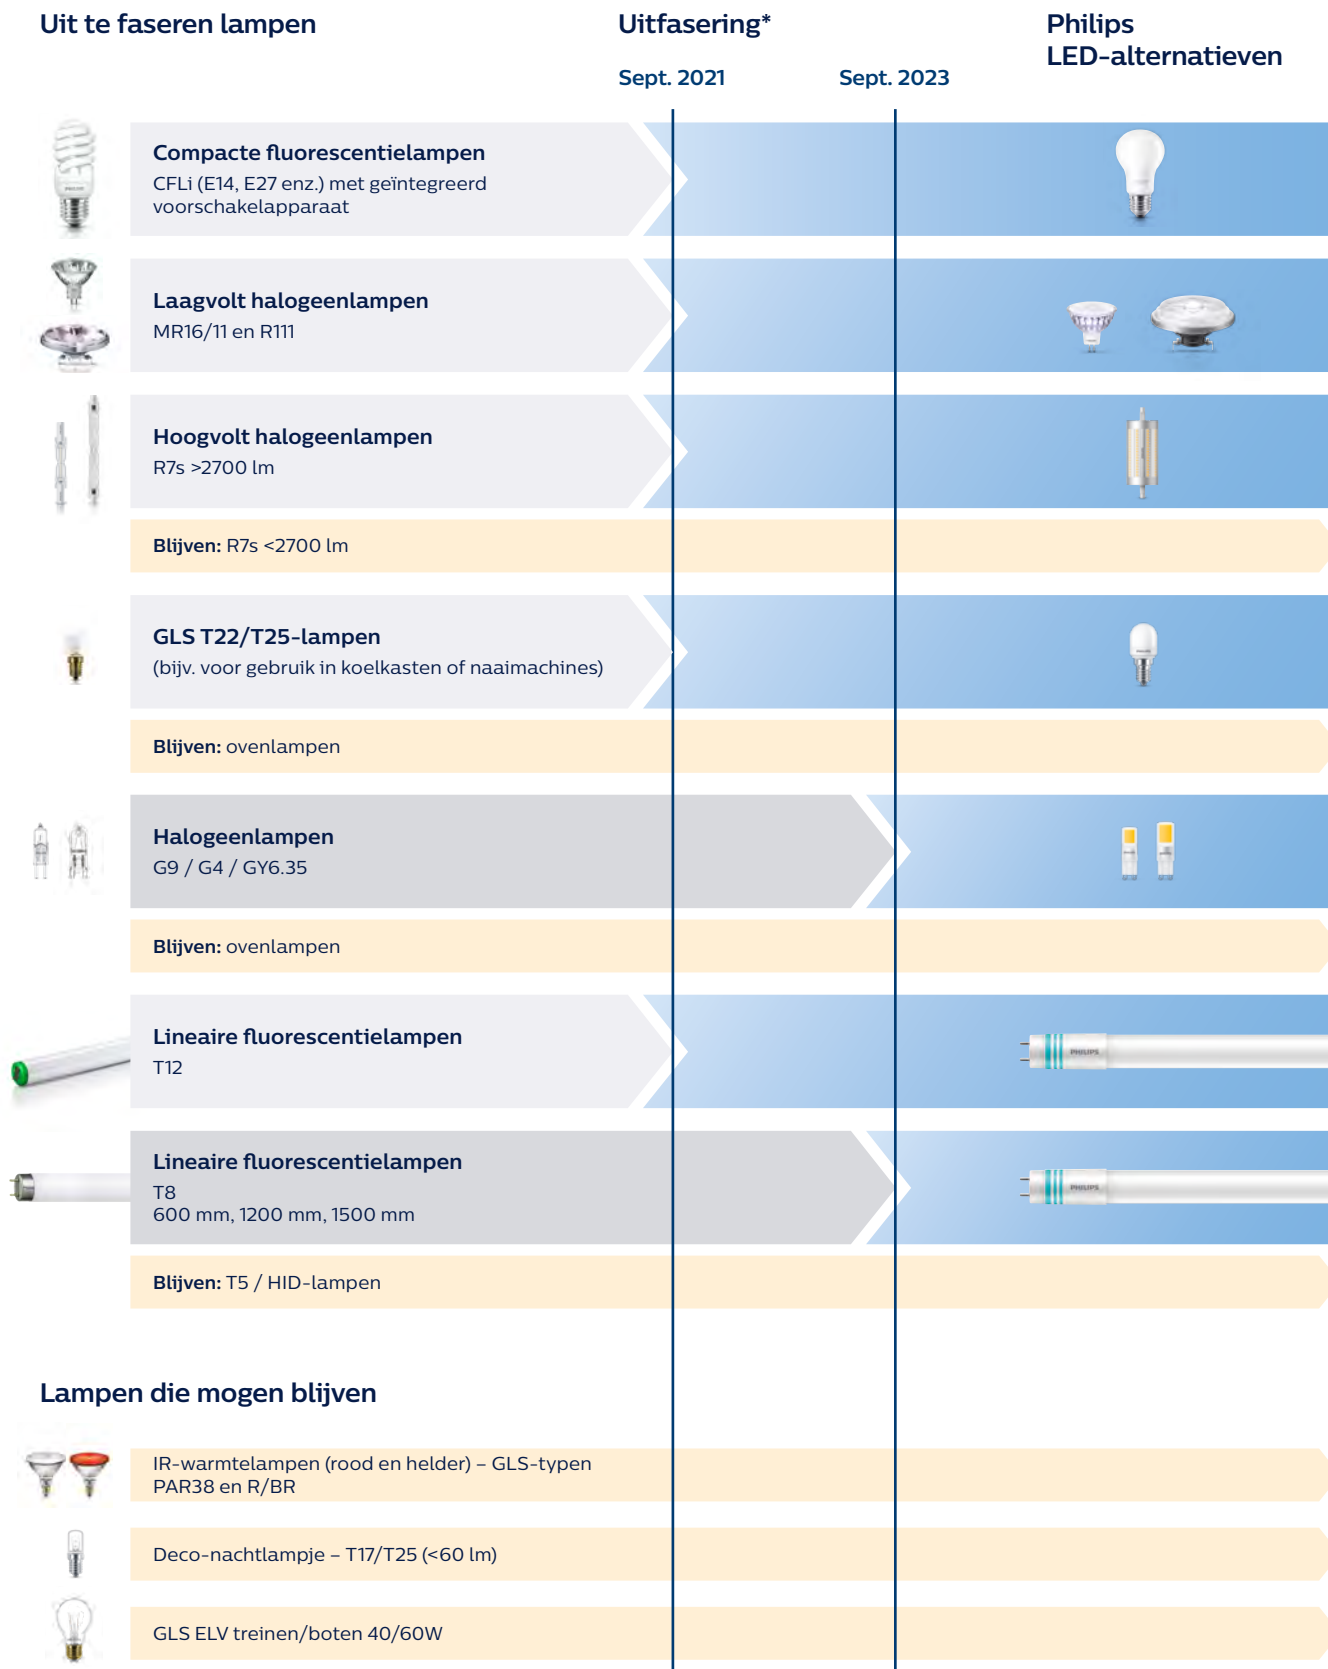 Uit te faseren lampen
Uitfasering*
Philips
LED-alternatieven
Sept. 2021
Sept. 2023
Compacte fluorescentielampen
CFLi (E14, E27 enz.) met geïntegreerd
voorschakelapparaat
Laagvolt halogeenlampen
MR16/11 en R111
Hoogvolt halogeenlampen
R7s >2700 lm
Blijven: R7s <2700 lm
GLS T22/T25-lampen
(bijv. voor gebruik in koelkasten of naaimachines)
Blijven: ovenlampen
Halogeenlampen
G9 / G4 / GY6.35
Blijven: ovenlampen
Lineaire fluorescentielampen
T12
PHILIPS
Lineaire fluorescentielampen
T8
600 mm, 1200 mm, 1500 mm
PHILIPS
Blijven: T5 / HID-lampen
Lampen die mogen blijven
IR-warmtelampen (rood en helder) – GLS-typen
PAR38 en R/BR
Deco-nachtlampje – T17/T25 (<60 lm)
GLS ELV treinen/boten 40/60W